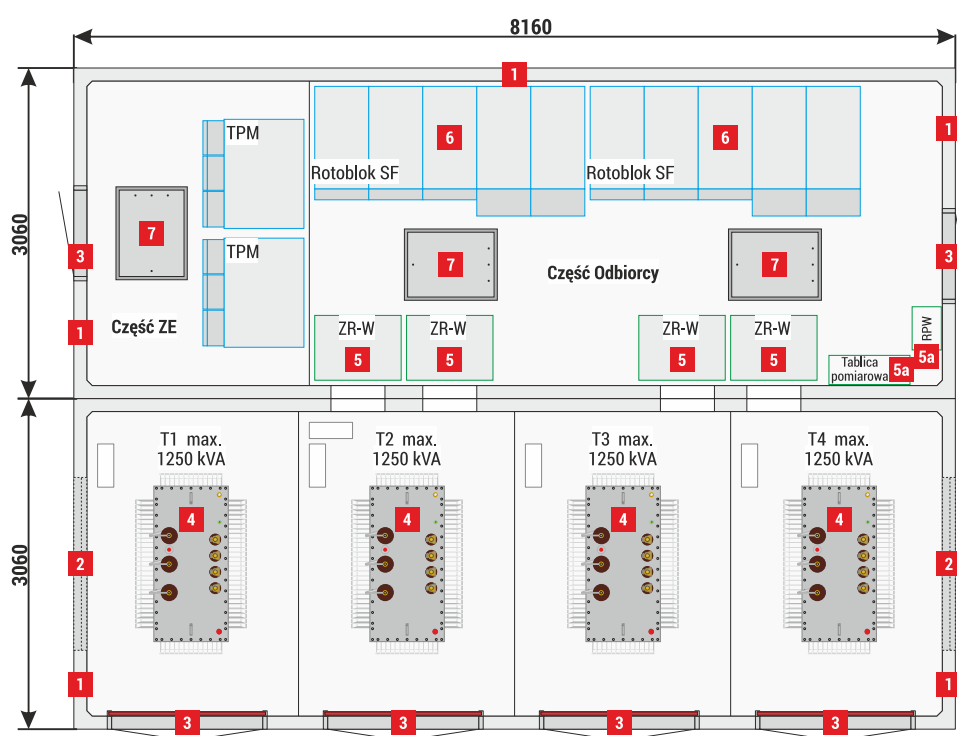 8160
1
3060
TPM
6
6
1
Rotoblok SF
Rotoblok SF
7
TPM
3
7
7
3
Część Odbiorcy
Część ZE
1
ZR-W
5
ZR-W
5
ZR-W
5
ZR-W
5
RPW
5a
Tablica
pomiarowa
5a
3060
T1 max.
1250 kVA
T2 max.
1250 kVA
T3 max.
1250 kVA
T4 max.
1250 kVA
4
4
4
4
2
2
1
1
3
3
3
3